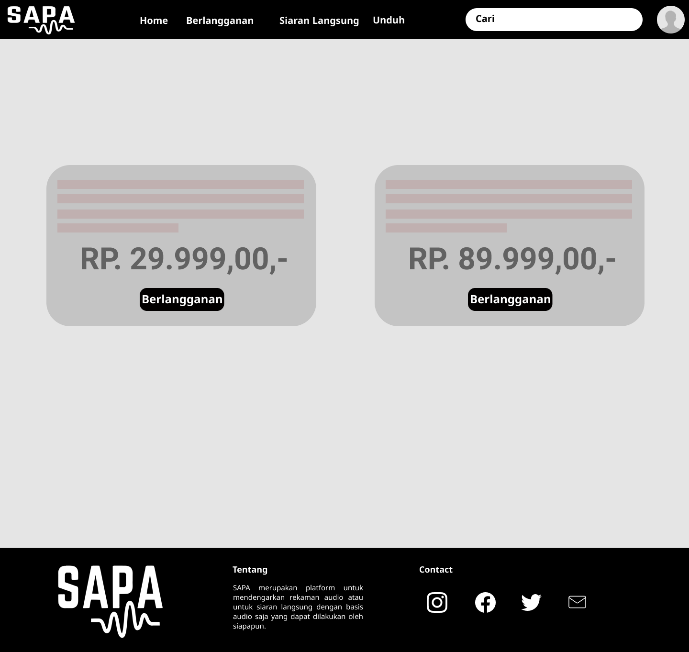 SAPA
Home Berlangganan Siaran Langsung Unduh Cari
RP. 29.999,00,-
Berlangganan
RP. 89.999,00,-
Berlangganan
SAPA
Tentang
SAPA merupakan platform untuk
mendengarkan rekaman audio atau
untuk siaran langsung dengan basis
audio saja yang dapat dilakukan oleh
siapapun.
Contact